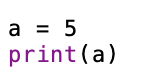 a = 5
print(a)